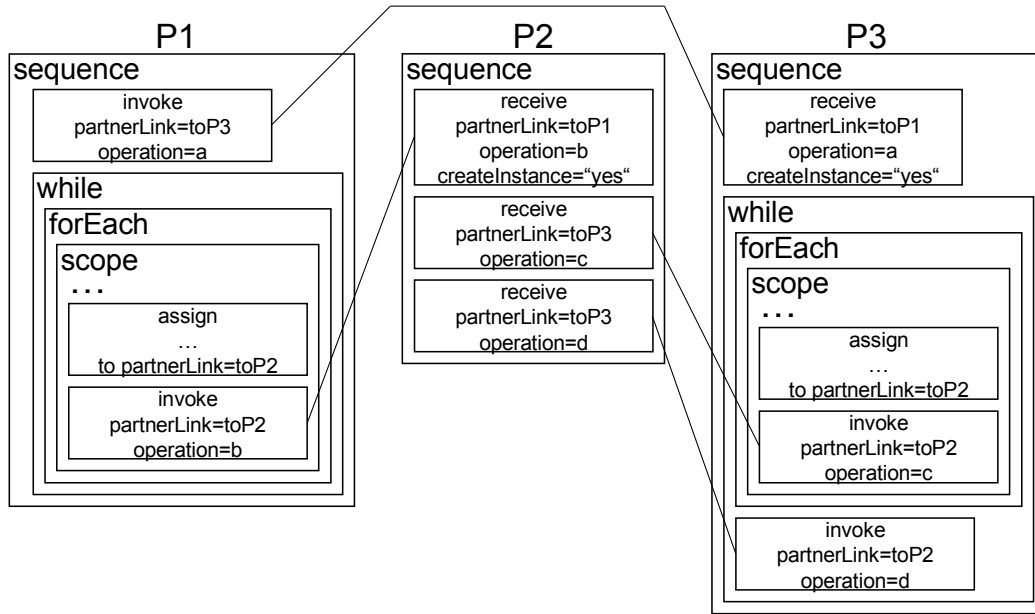 P1
sequence
invoke
partnerLink=toP3
operation=a
while
forEach
scope
...
assign
...
to partnerLink=toP2
invoke
partnerLink=toP2
operation=b
P2
sequence
receive
partnerLink=toP1
operation=b
createInstance=“yes“
receive
partnerLink=toP3
operation=c
receive
partnerLink=toP3
operation=d
P3
sequence
receive
partnerLink=toP1
operation=a
createInstance=“yes“
while
forEach
scope
...
assign
...
to partnerLink=toP2
invoke
partnerLink=toP2
operation=c
invoke
partnerLink=toP2
operation=d